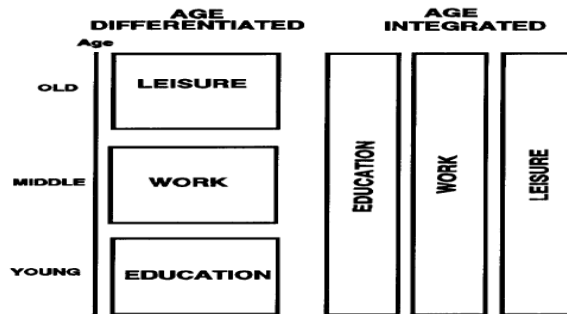 AGE
DIFFERENTIATED
AGE
INTEGRATED
Age
OLD
LEISURE
MIDDLE
WORK
YOUNG
EDUCATION
EDUCATION
WORK
LEISURE